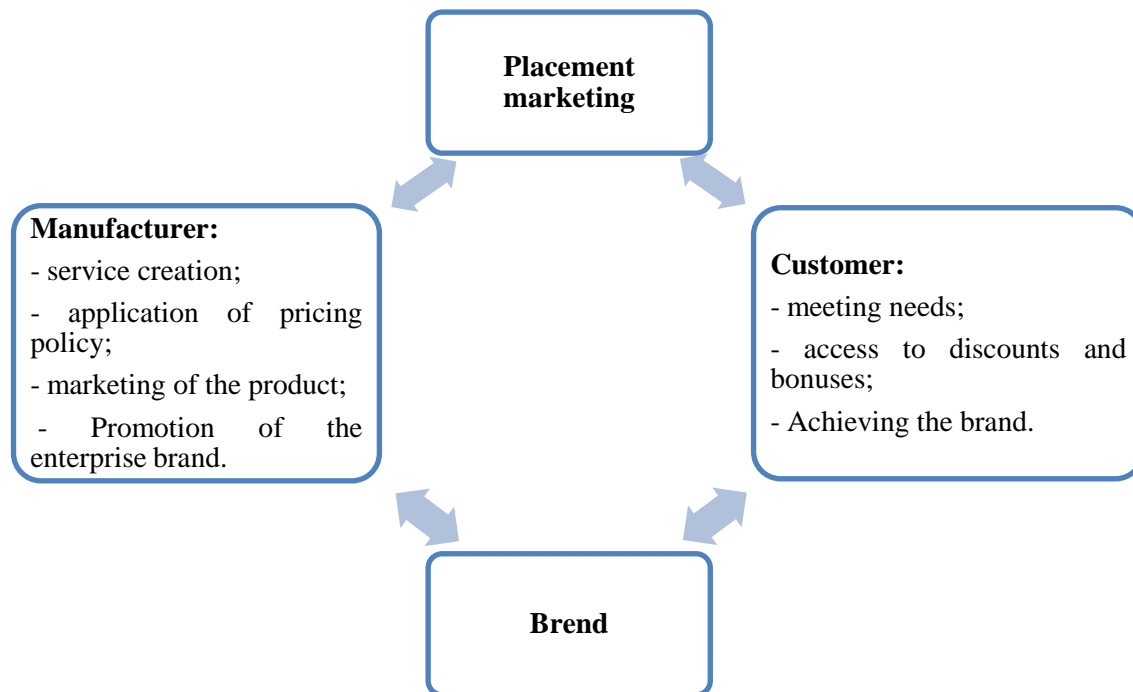 Placement
marketing
Manufacturer:
- service creation;
- application of pricing
policy;
- marketing of the product;
- Promotion of the
enterprise brand.
Customer:
- meeting needs;
- access to discounts and
bonuses;
- Achieving the brand.
Brend